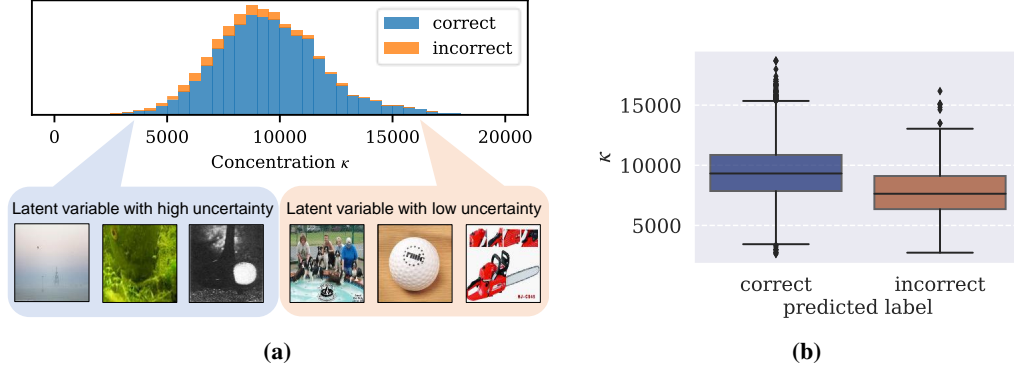 correct
incorrect
0 5000 10000 15000 20000
Concentration κ
Latent variable with high uncertainty
Latent variable with low uncertainty
rmic
(a)
15000
10000
5000
κ
correct incorrect
predicted label
(b)